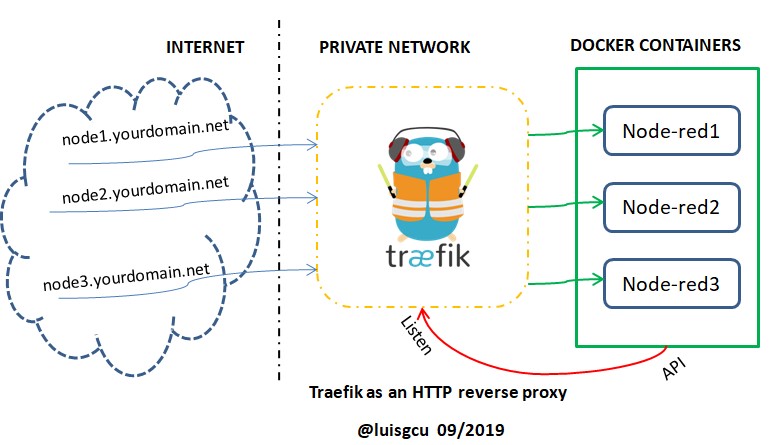 INTERNET
PRIVATE NETWORK
DOCKER CONTAINERS
node1.yourdomain.net
node2.yourdomain.net
node3.yourdomain.net
træfik
Node-red1
Node-red2
Node-red3
Listen
API
Traefik as an HTTP reverse proxy
@luisgcu 09/2019